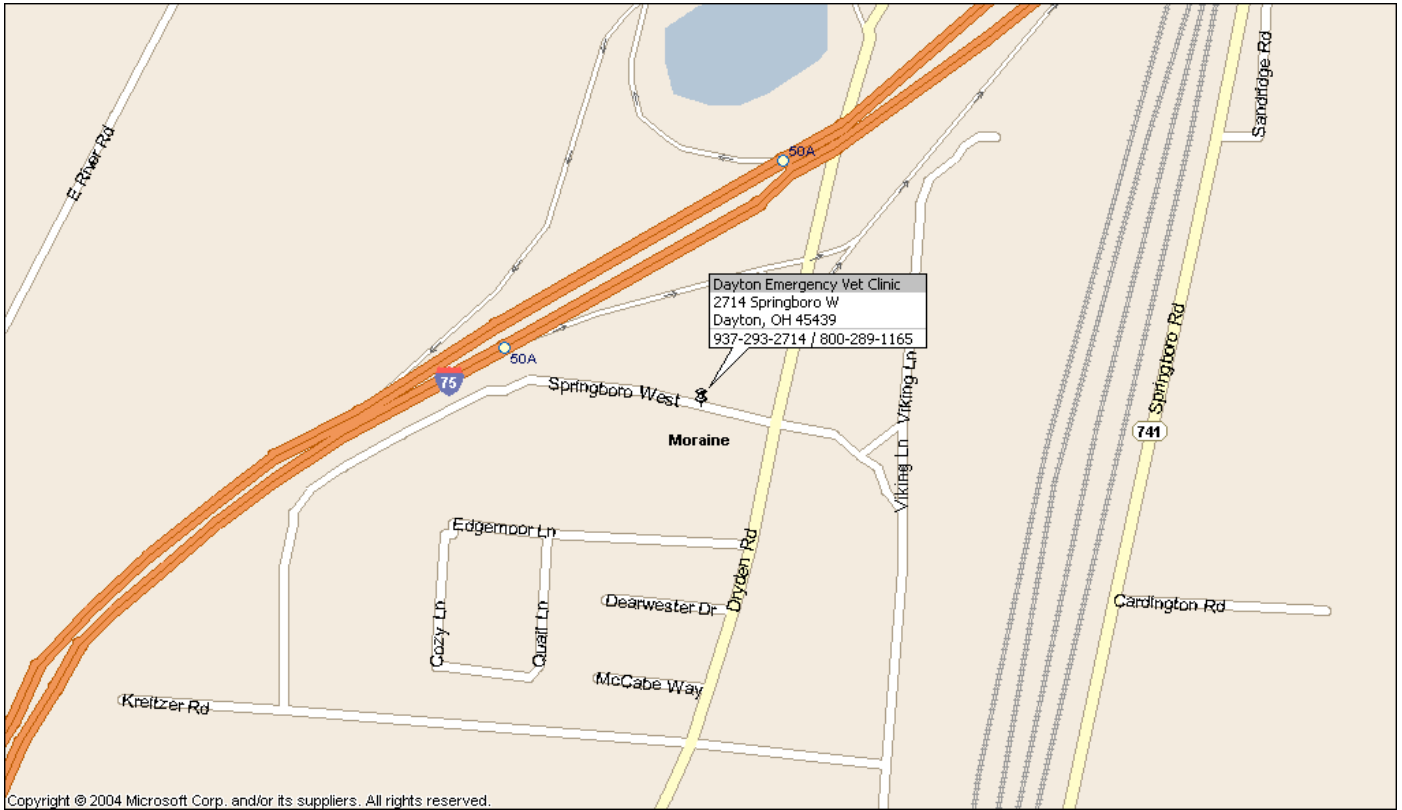 Sandridge Rd
E River Rd
50A
Dayton Emergency Vet Clinic
2714 Springboro W
Dayton, OH 45439
937-293-2714 / 800-289-1165
50A
75
Springboro West
Viking Ln
Springboro Rd
741
Moraine
Viking Ln
Edgemoor Ln
Dryden Rd
Cozy Ln
Quail Ln
Dearwester Dr
Cardington Rd
McCabe Way
Kreitzer Rd
Copyright © 2004 Microsoft Corp. and/or its suppliers. All rights reserved.